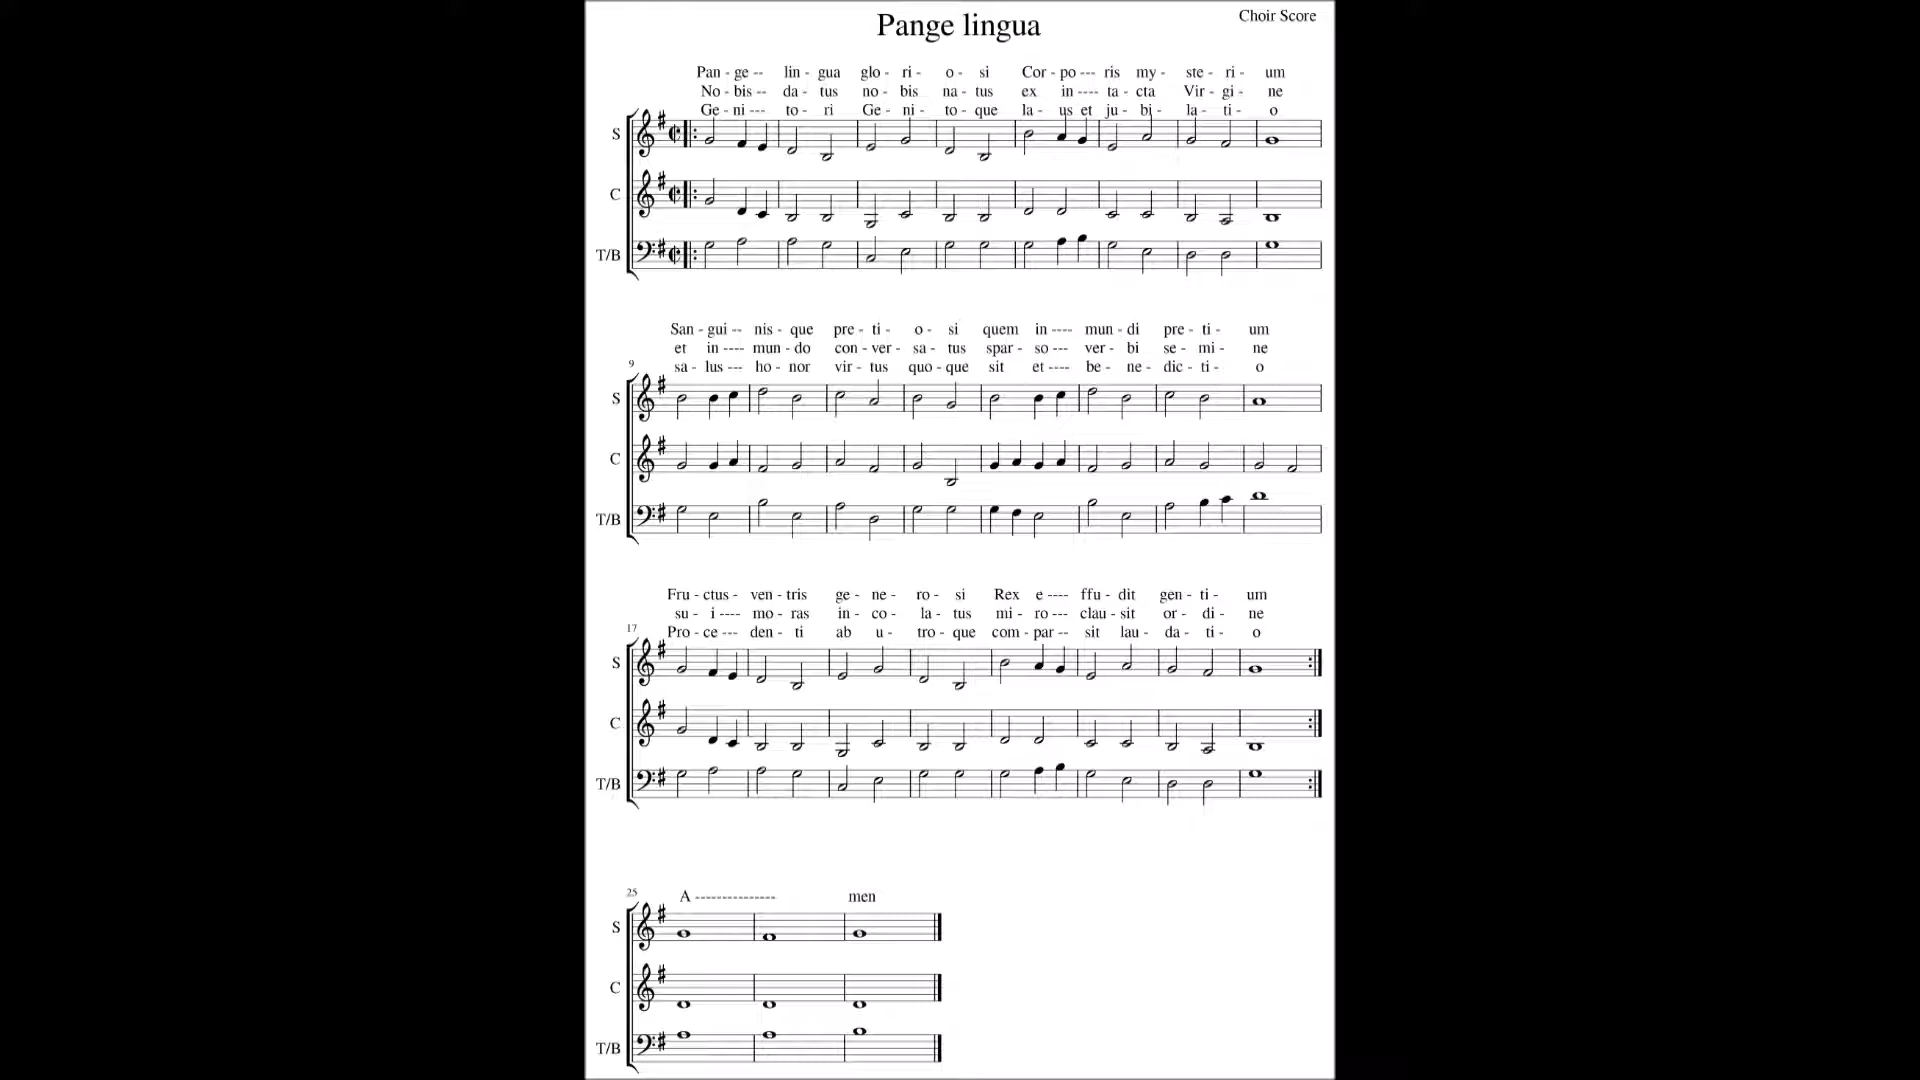 Choir Score
Pange lingua
Pan - ge -- lin - gua glo - ri - o - si Cor - po --- ris my - ste - ri - um
No - bis -- da - tus no - bis na - tus ex in ---- ta - cta Vir - gi - ne
Ge - ni --- to - ri Ge - ni - to - que la - us et ju - bi - la - ti - o
S
C
T/B
San - gui -- nis - que pre - ti - o - si quem in ---- mun - di pre - ti - um
et in ---- mun - do con - ver - sa - tus spar - so --- ver - bi se - mi - ne
9 sa - lus --- ho - nor vir - tus quo - que sit et ---- be - ne - dic - ti - o
S
C
T/B
Fru - ctus - ven - tris ge - ne - ro - si Rex e ---- ffu - dit gen - ti - um
su - i ---- mo - ras in - co - la - tus mi - ro --- clau - sit or - di - ne
17 Pro - ce --- den - ti ab u - tro - que com - par -- sit lau - da - ti - o
S
C
T/B
25 A --------------- men
S
C
T/B